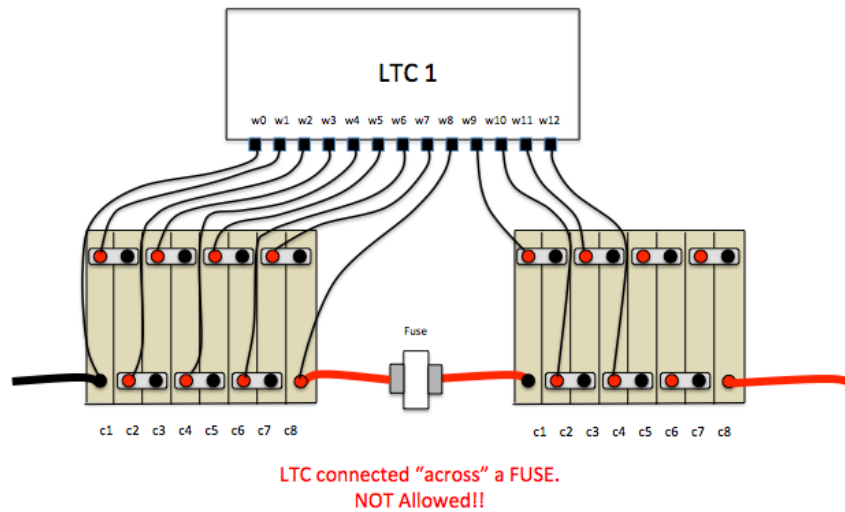 LTC 1
w0 w1 w2 w3 w4 w5 w6 w7 w8 w9 w10 w11 w12
Fuse
c1 c2 c3 c4 c5 c6 c7 c8 c1 c2 c3 c4 c5 c6 c7 c8
LTC connected “across” a FUSE.
NOT Allowed!!